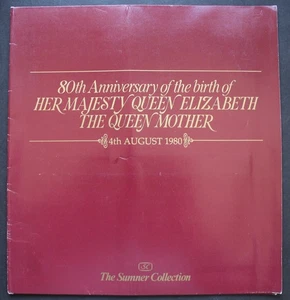 80th Anniversary of the birth of
HER MAJESTY QUEEN ELIZABETH
THE QUEEN MOTHER
4th AUGUST 1980
SC
The Sumner Collection